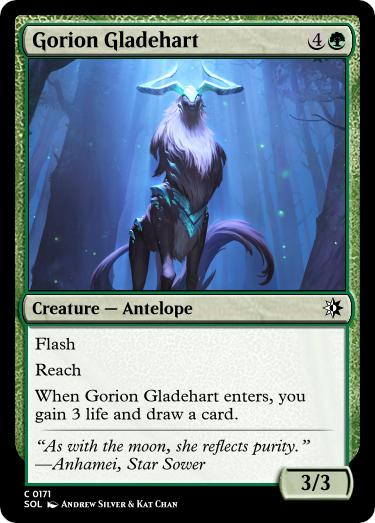 Gorion Gladehart 4
Creature — Antelope
Flash
Reach
When Gorion Gladehart enters, you
gain 3 life and draw a card.
“As with the moon, she reflects purity.”
—Anhamei, Star Sower
3/3
C 0171
SOL Andrew Silver & Kat Chan